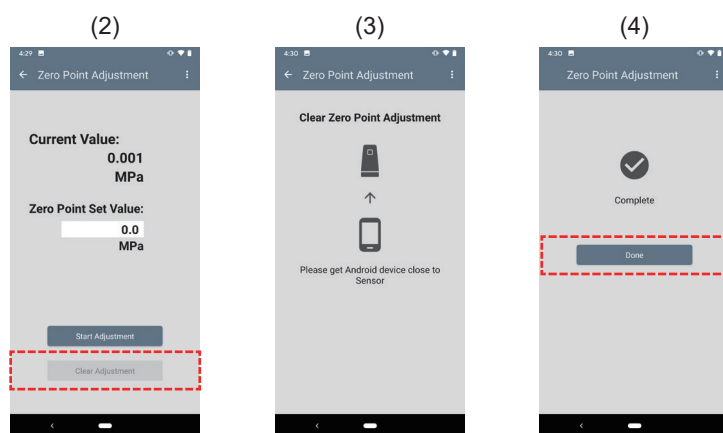 (2)
4:29
← Zero Point Adjustment
Current Value:
0.001
MPa
Zero Point Set Value:
0.0
MPa
Start Adjustment
Clear Adjustment
(3)
4:30
← Zero Point Adjustment
Clear Zero Point Adjustment
Please get Android device close to
Sensor
(4)
4:30
Zero Point Adjustment
Complete
Done